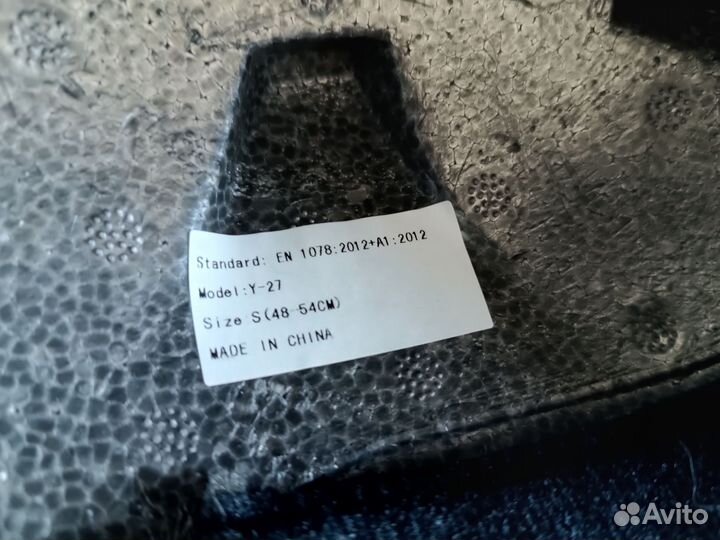 Standard: EN 1078:2012+A1:2012
Model:Y-27
Size S(48-54CM)
MADE IN CHINA
Avito